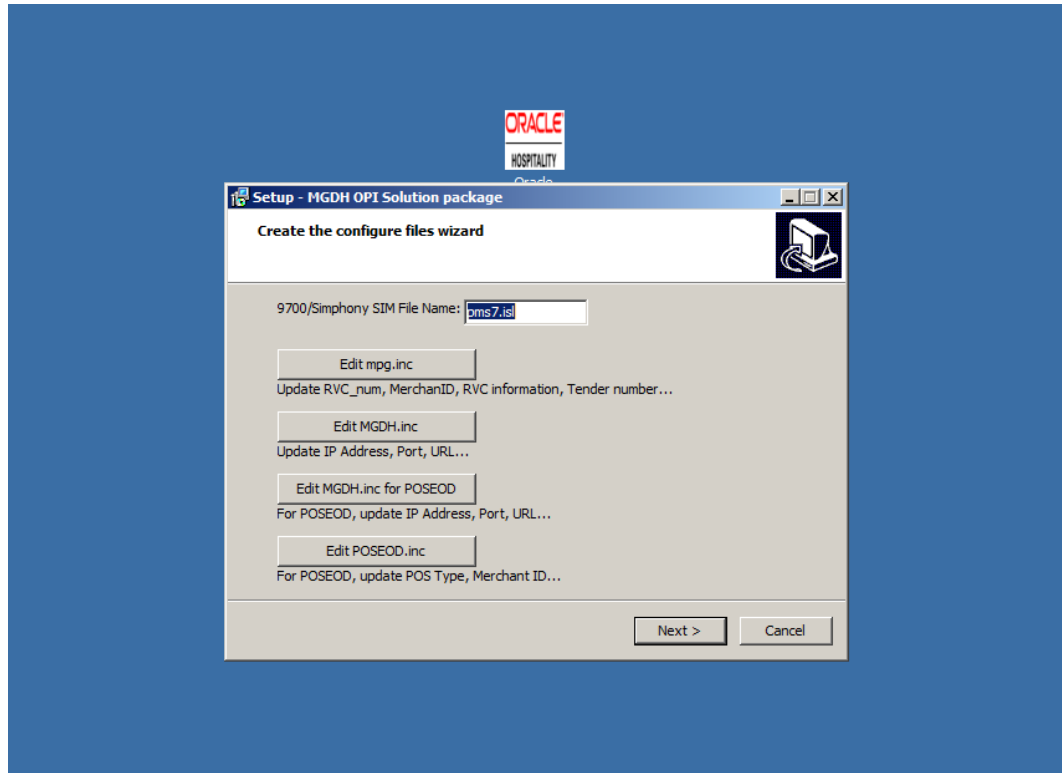 ORACLE
HOSPITALITY
Oracle
Setup - MGDH OPI Solution package
Create the configure files wizard
9700/Simphony SIM File Name: pms7.isl
Edit mpg.inc
Update RVC_num, MerchanID, RVC information, Tender number...
Edit MGDH.inc
Update IP Address, Port, URL...
Edit MGDH.inc for POSEOD
For POSEOD, update IP Address, Port, URL...
Edit POSEOD.inc
For POSEOD, update POS Type, Merchant ID...
Next > Cancel